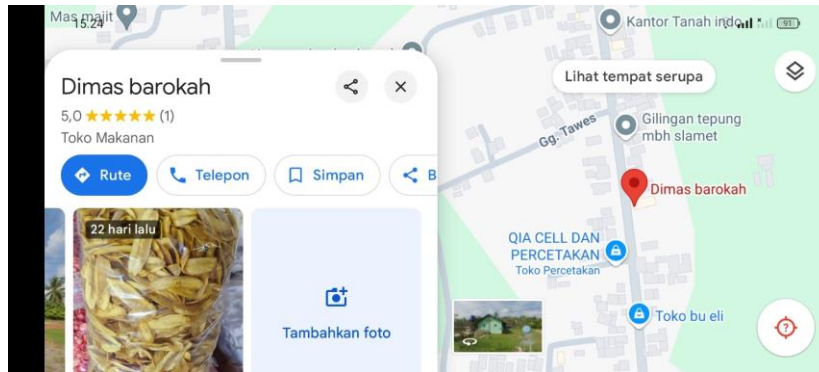 Mas masjit
15.24
Kantor Tanah indo
91
Dimas barokah
5,0 ★★★★★ (1)
Toko Makanan
Rute
Telepon
Simpan
B
22 hari lalu
Tambahkan foto
Lihat tempat serupa
Gg. Tawes
Gilingan tepung
mbh slamet
Dimas barokah
QIA CELL DAN
PERCETAKAN
Toko Percetakan
Toko bu eli